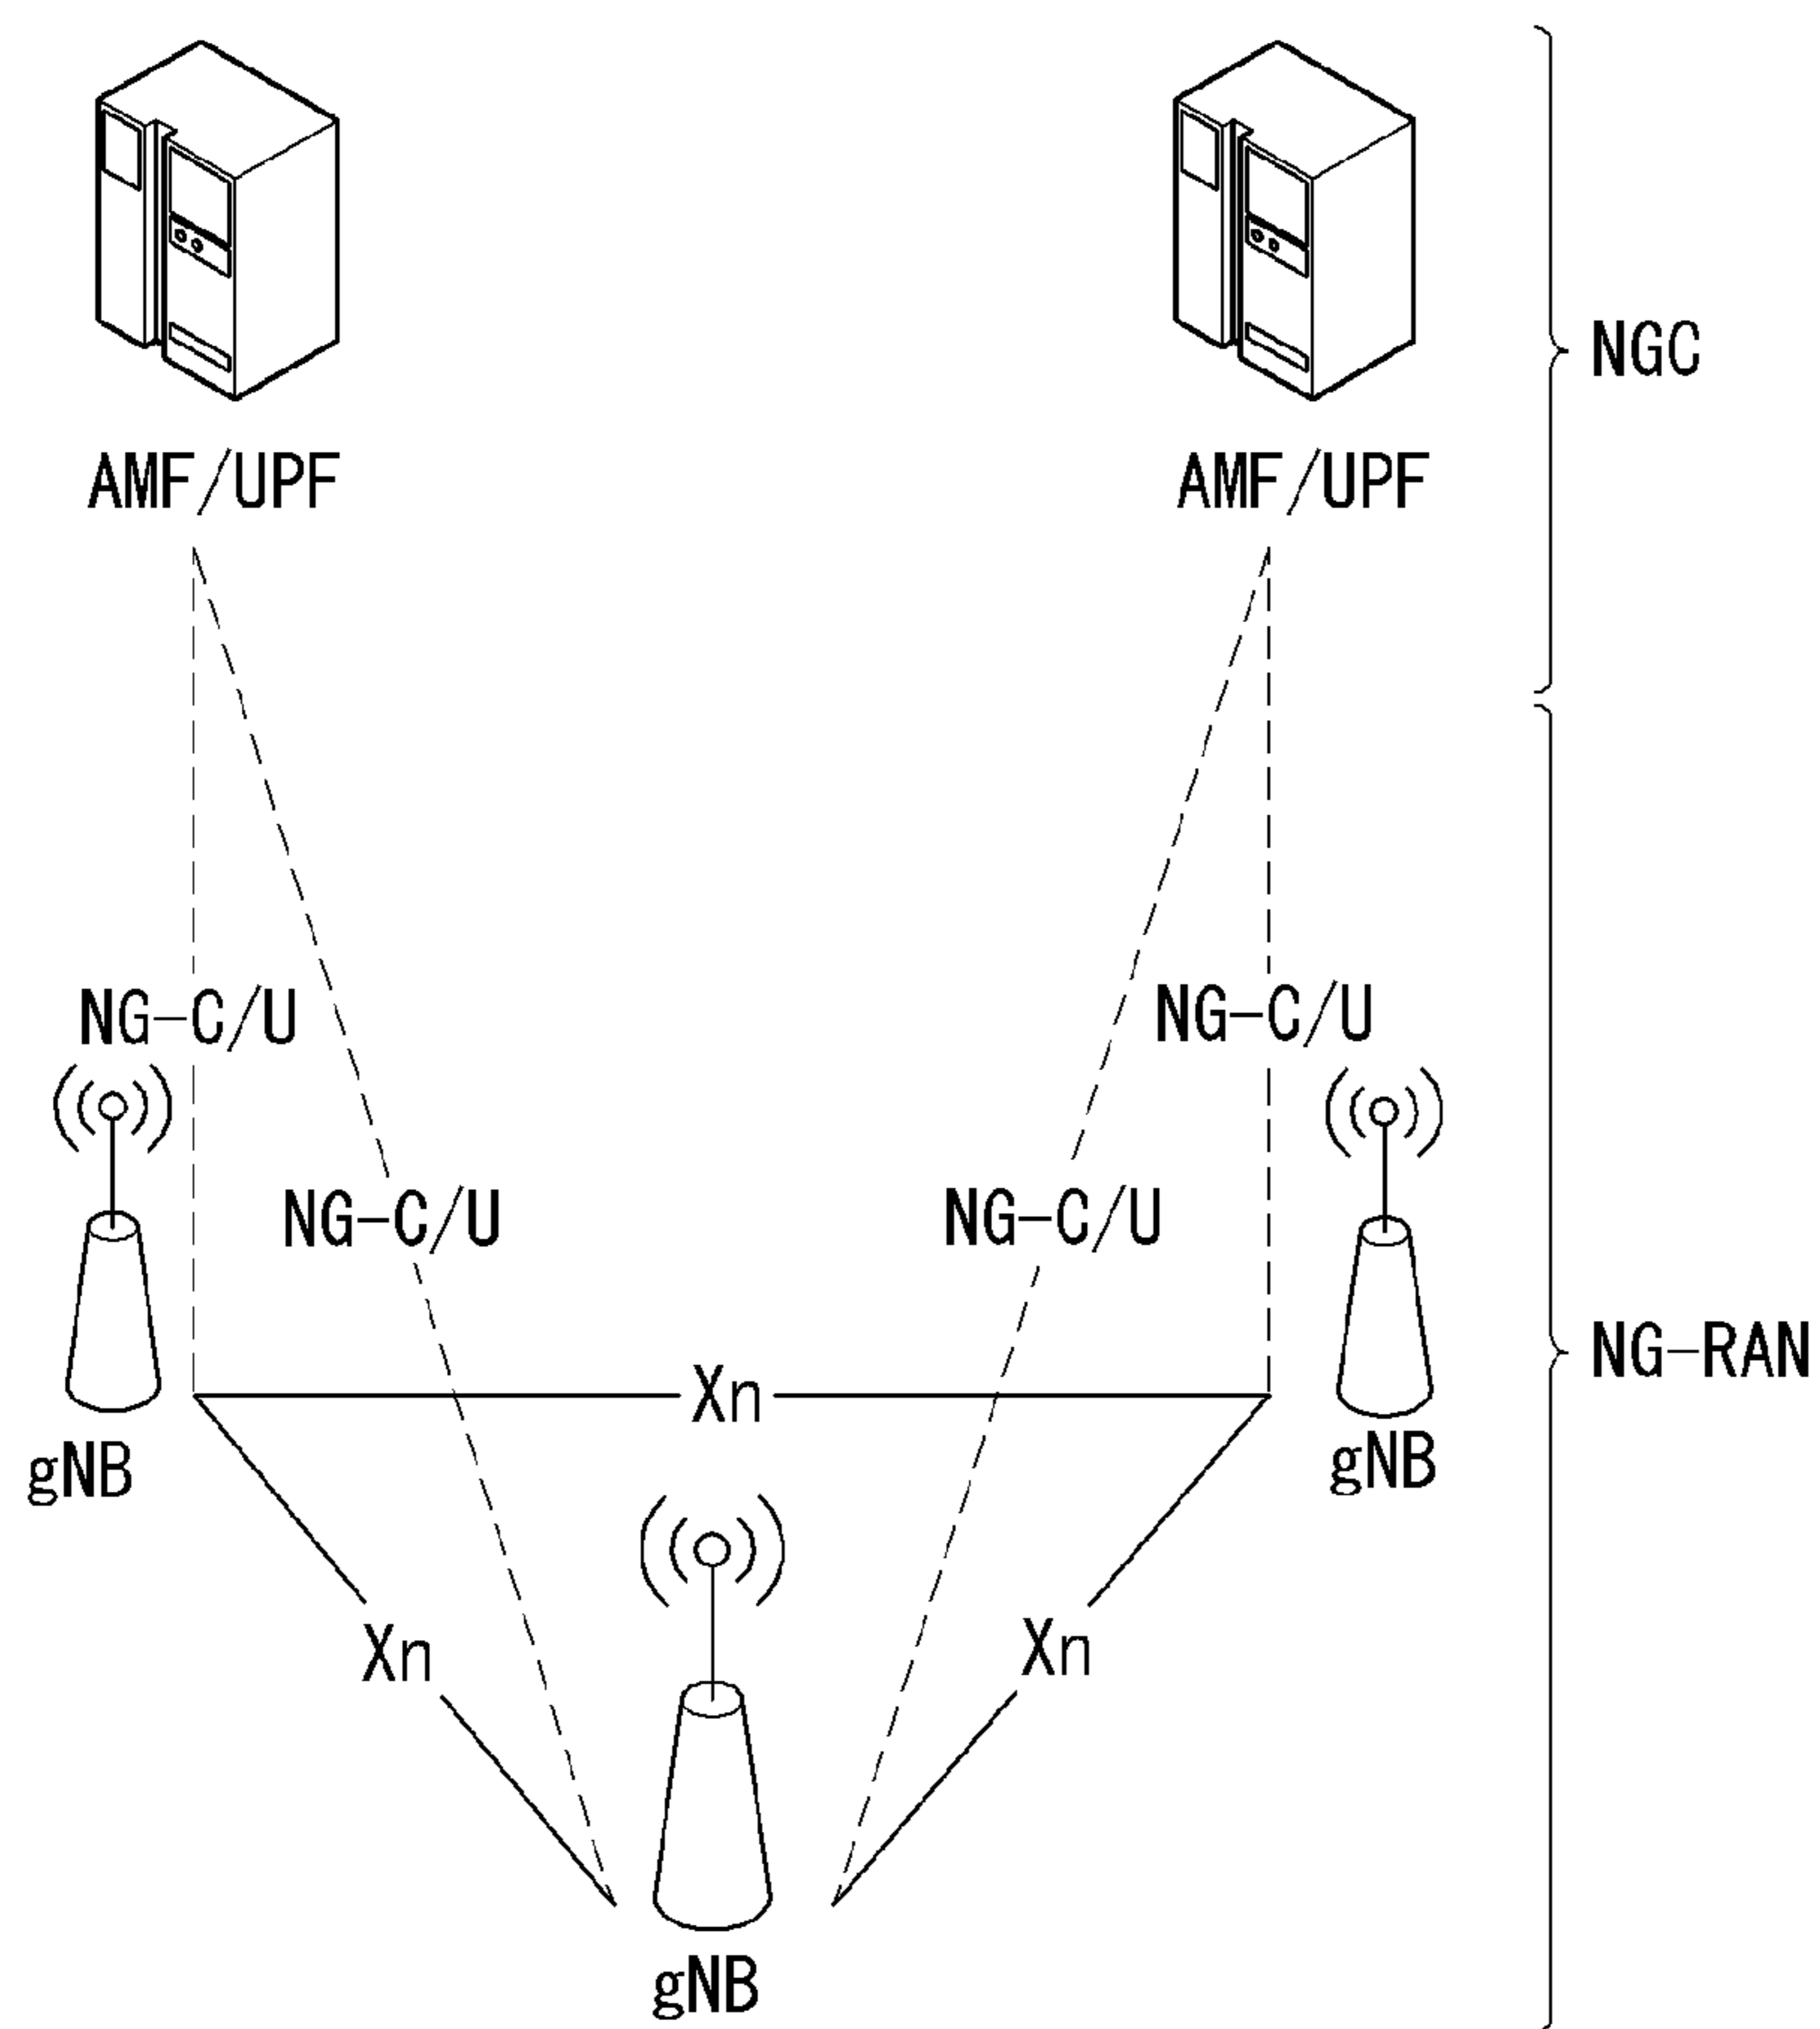 NGC
AMF/UPF
AMF/UPF
NG-C/U
NG-C/U
NG-C/U
NG-C/U
NG-RAN
Xn
gNB
gNB
Xn
Xn
gNB